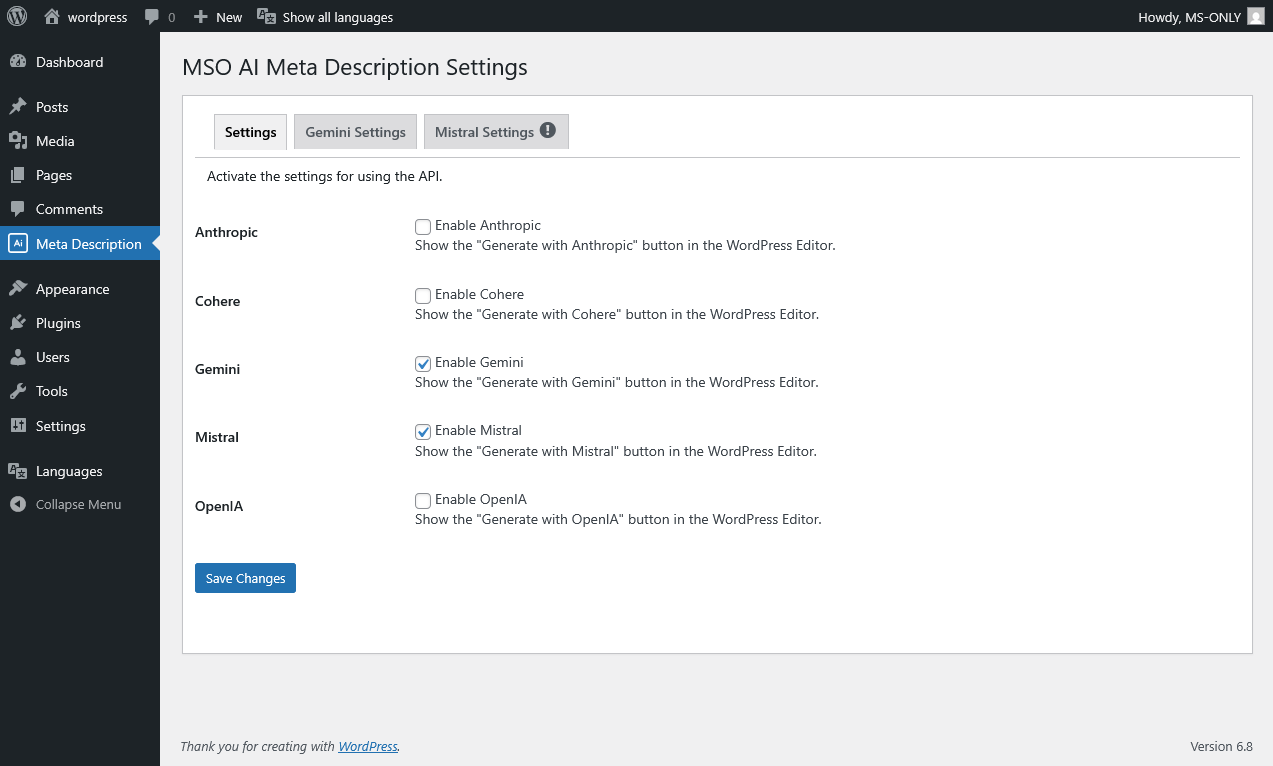 wordpress 0 New Show all languages Howdy, MS-ONLY
Dashboard
Posts
Media
Pages
Comments
Ai Meta Description
Appearance
Plugins
Users
Tools
Settings
Languages
Collapse Menu
MSO AI Meta Description Settings
Settings Gemini Settings Mistral Settings
Activate the settings for using the API.
Anthropic Enable Anthropic
Show the "Generate with Anthropic" button in the WordPress Editor.
Cohere Enable Cohere
Show the "Generate with Cohere" button in the WordPress Editor.
Gemini Enable Gemini
Show the "Generate with Gemini" button in the WordPress Editor.
Mistral Enable Mistral
Show the "Generate with Mistral" button in the WordPress Editor.
OpenIA Enable OpenIA
Show the "Generate with OpenIA" button in the WordPress Editor.
Save Changes
Thank you for creating with WordPress. Version 6.8